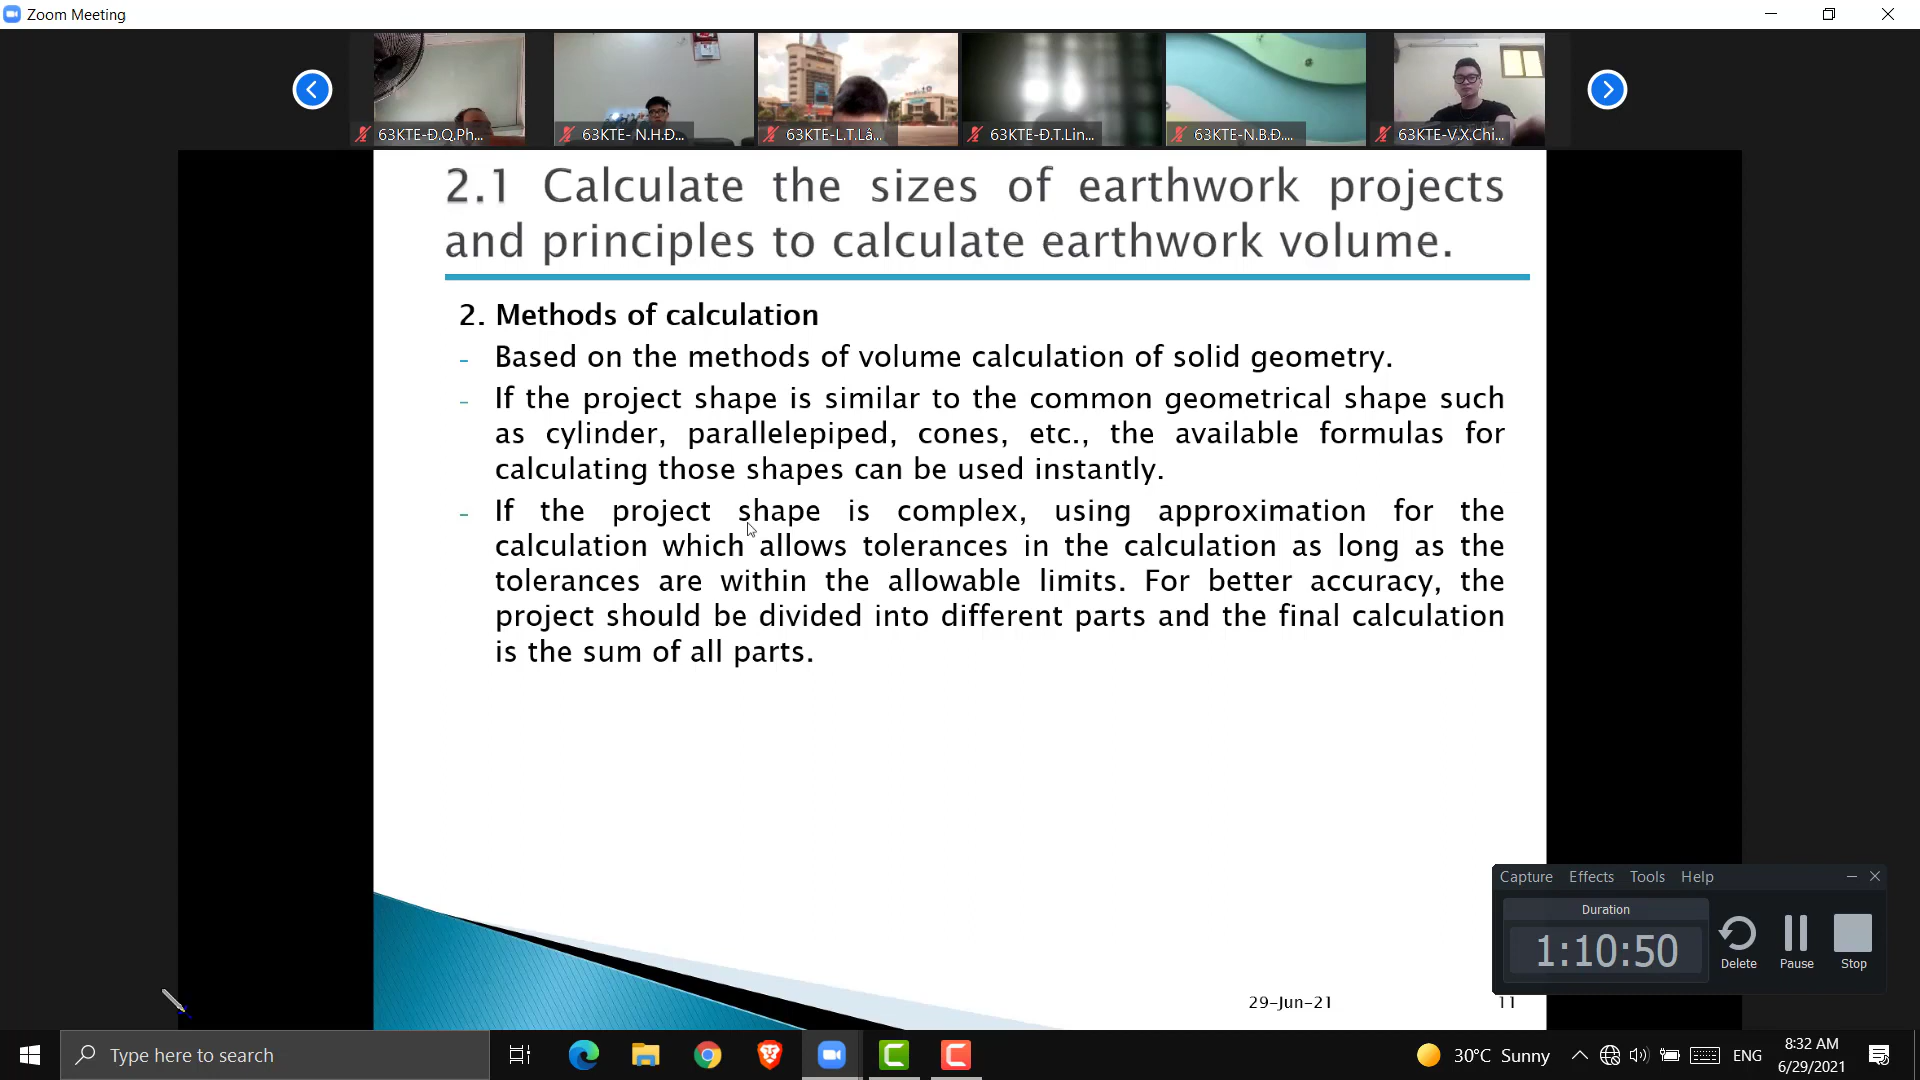 Zoom Meeting
63KTE-Đ.Q.Ph...
63KTE- N.H.Đ...
63KTE-L.T.Lâ...
63KTE-Đ.T.Lin...
63KTE-N.B.Đ....
63KTE-V.X.Chi...
2.1 Calculate the sizes of earthwork projects
and principles to calculate earthwork volume.
2. Methods of calculation
- Based on the methods of volume calculation of solid geometry.
- If the project shape is similar to the common geometrical shape such
as cylinder, parallelepiped, cones, etc., the available formulas for
calculating those shapes can be used instantly.
- If the project shape is complex, using approximation for the
calculation which allows tolerances in the calculation as long as the
tolerances are within the allowable limits. For better accuracy, the
project should be divided into different parts and the final calculation
is the sum of all parts.
Capture Effects Tools Help
Duration
1:10:50
Delete Pause Stop
29-Jun-21
11
Type here to search
30°C Sunny
ENG
8:32 AM
6/29/2021